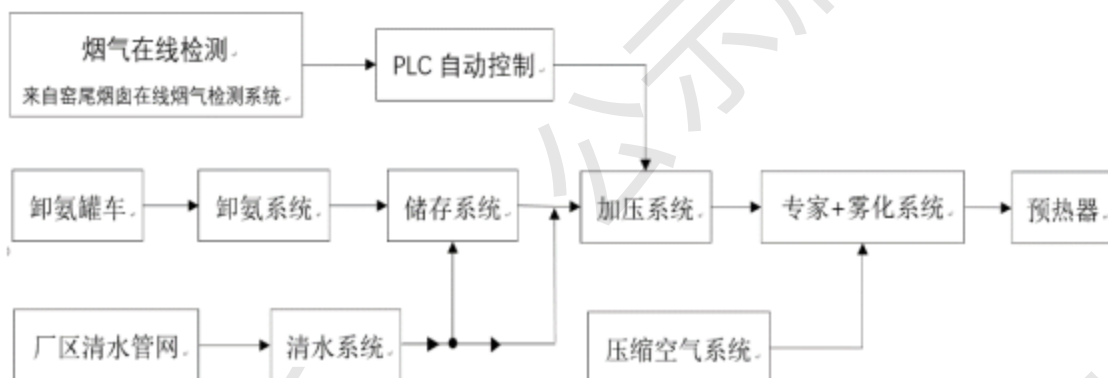 烟气在线检测
来自窑尾烟囱在线烟气检测系统
PLC 自动控制
卸氨罐车
卸氨系统
储存系统
加压系统
专家+雾化系统
预热器
厂区清水管网
清水系统
压缩空气系统
公示